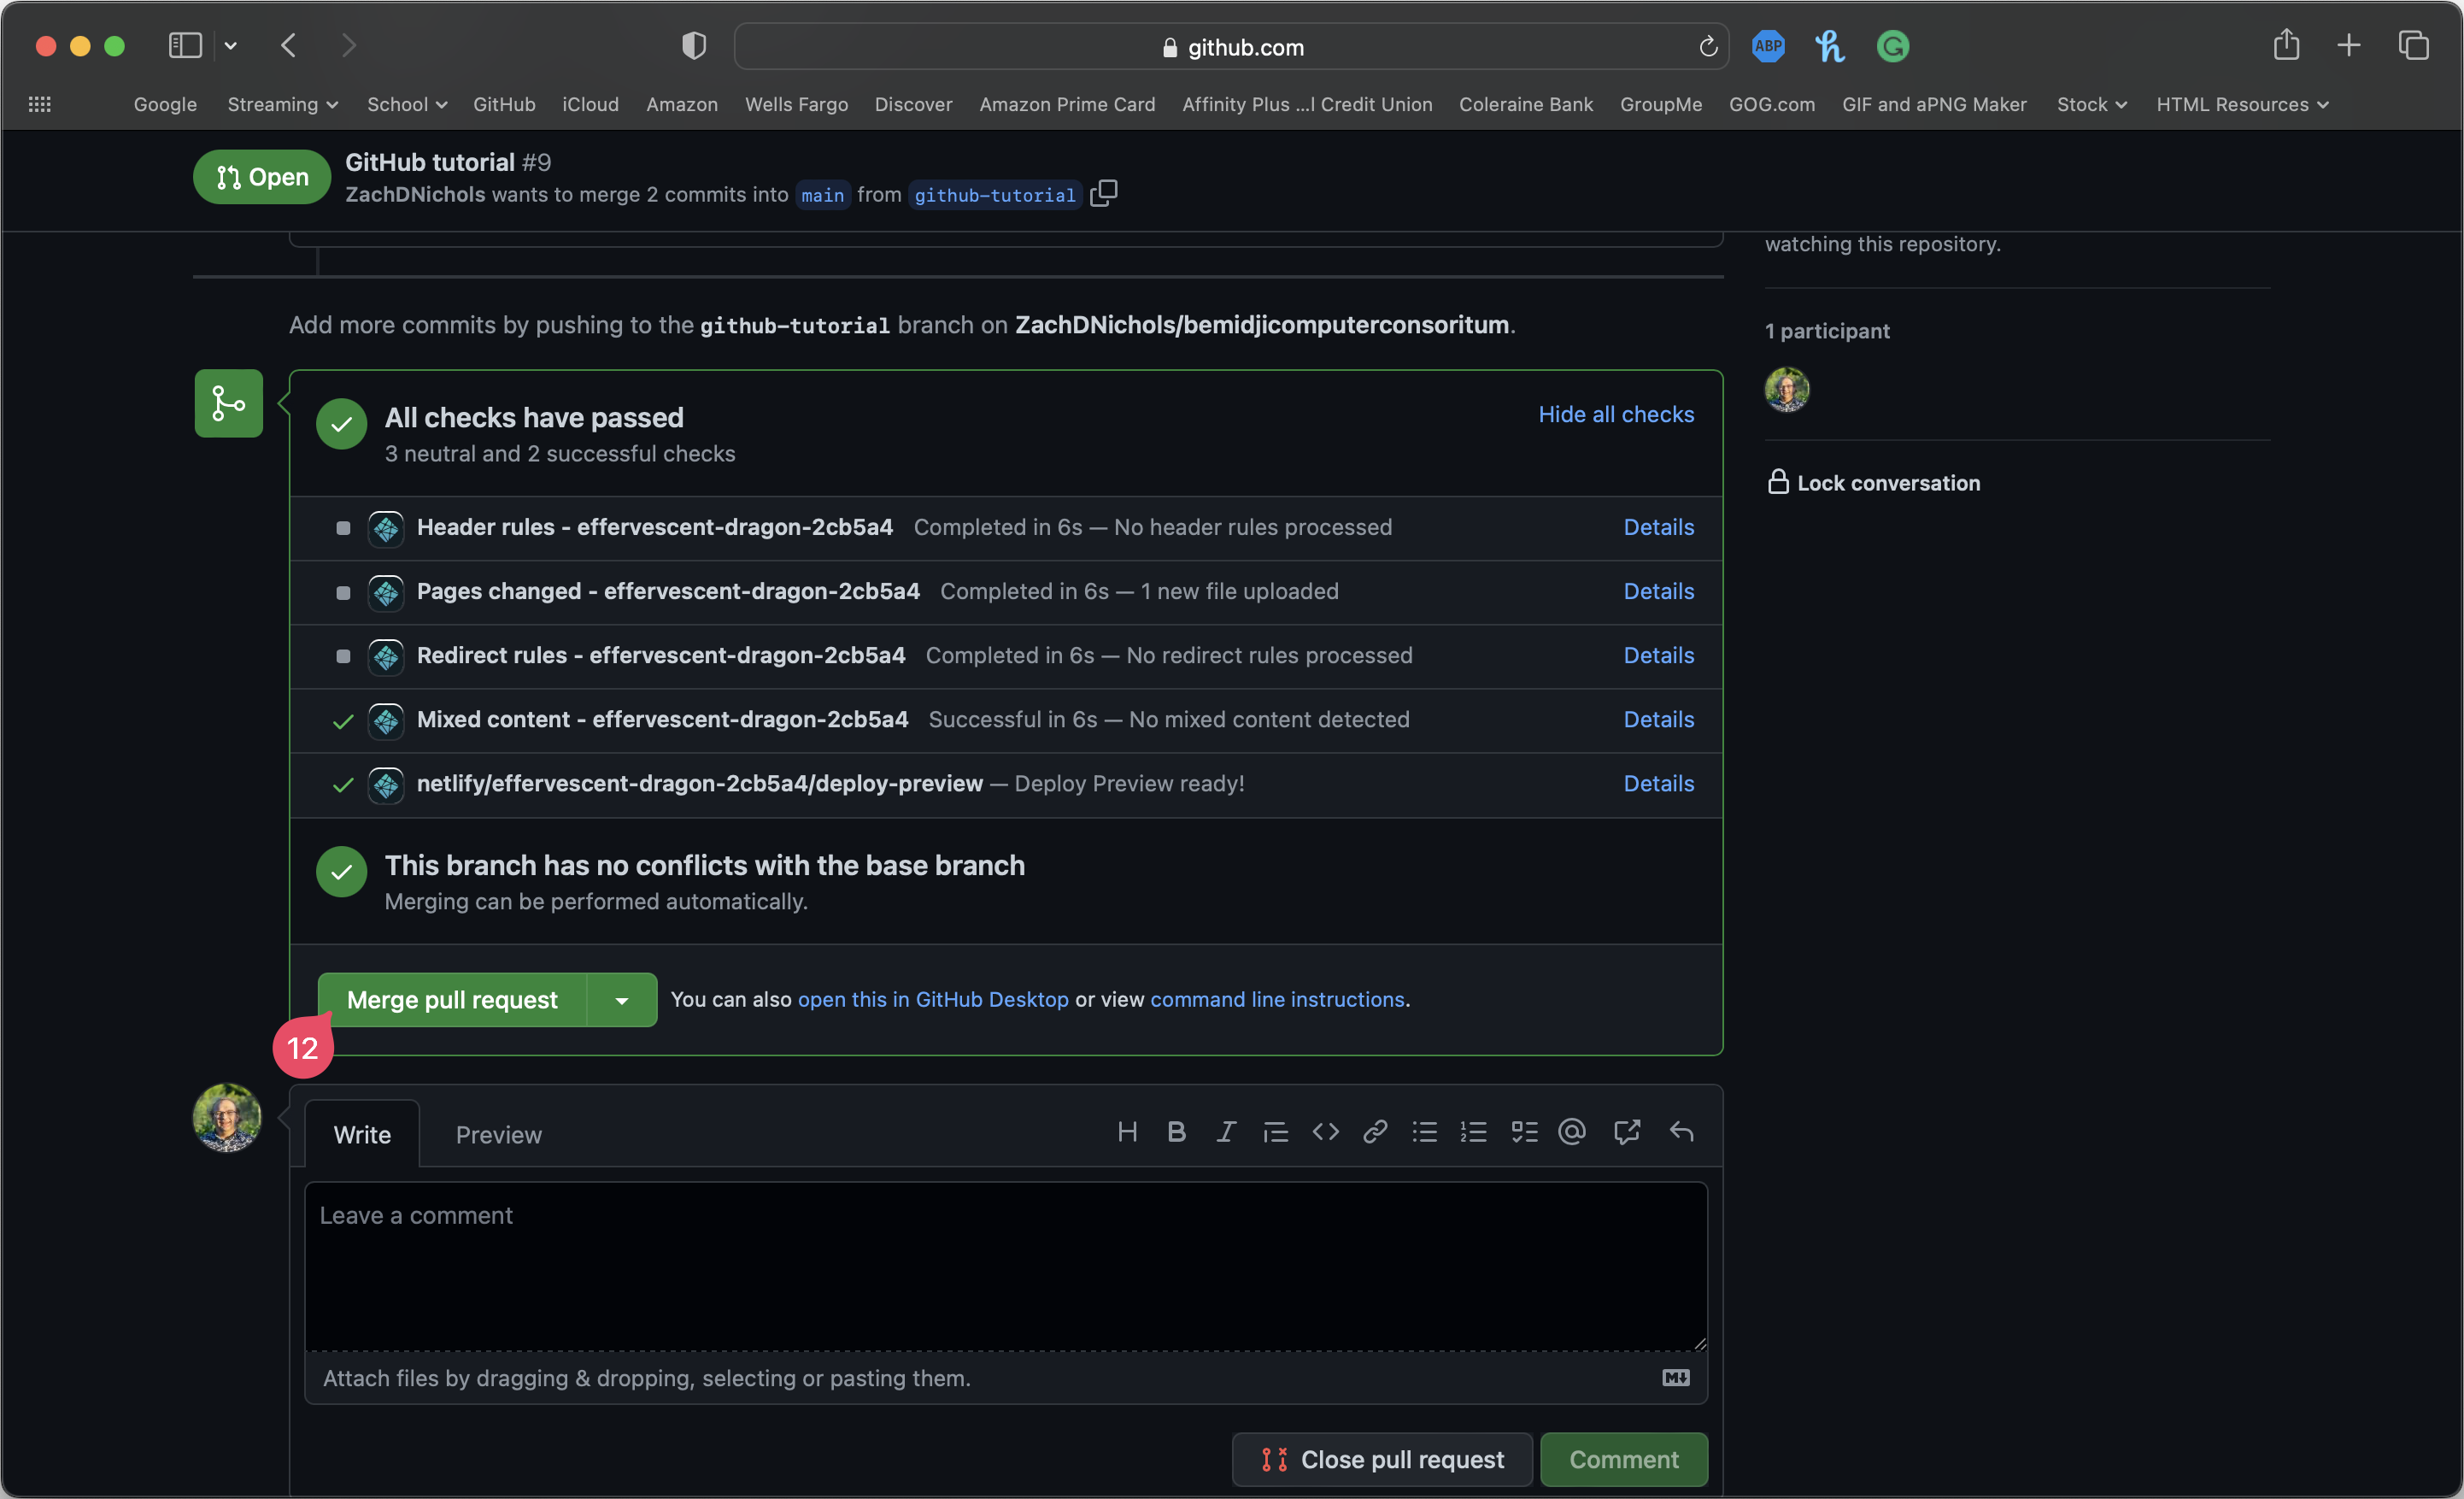 github.com
ABP
Google Streaming School GitHub iCloud Amazon Wells Fargo Discover Amazon Prime Card Affinity Plus ...l Credit Union Coleraine Bank GroupMe GOG.com GIF and aPNG Maker Stock HTML Resources
Open
GitHub tutorial #9
ZachDNichols wants to merge 2 commits into main from github-tutorial
watching this repository.
Add more commits by pushing to the github-tutorial branch on ZachDNichols/bemidjicomputerconsoritum.
1 participant
All checks have passed
Hide all checks
3 neutral and 2 successful checks
Lock conversation
Header rules - effervescent-dragon-2cb5a4 Completed in 6s — No header rules processed Details
Pages changed - effervescent-dragon-2cb5a4 Completed in 6s — 1 new file uploaded Details
Redirect rules - effervescent-dragon-2cb5a4 Completed in 6s — No redirect rules processed Details
Mixed content - effervescent-dragon-2cb5a4 Successful in 6s — No mixed content detected Details
netlify/effervescent-dragon-2cb5a4/deploy-preview — Deploy Preview ready! Details
This branch has no conflicts with the base branch
Merging can be performed automatically.
Merge pull request You can also open this in GitHub Desktop or view command line instructions.
12
Write Preview
Leave a comment
Attach files by dragging & dropping, selecting or pasting them.
Close pull request Comment